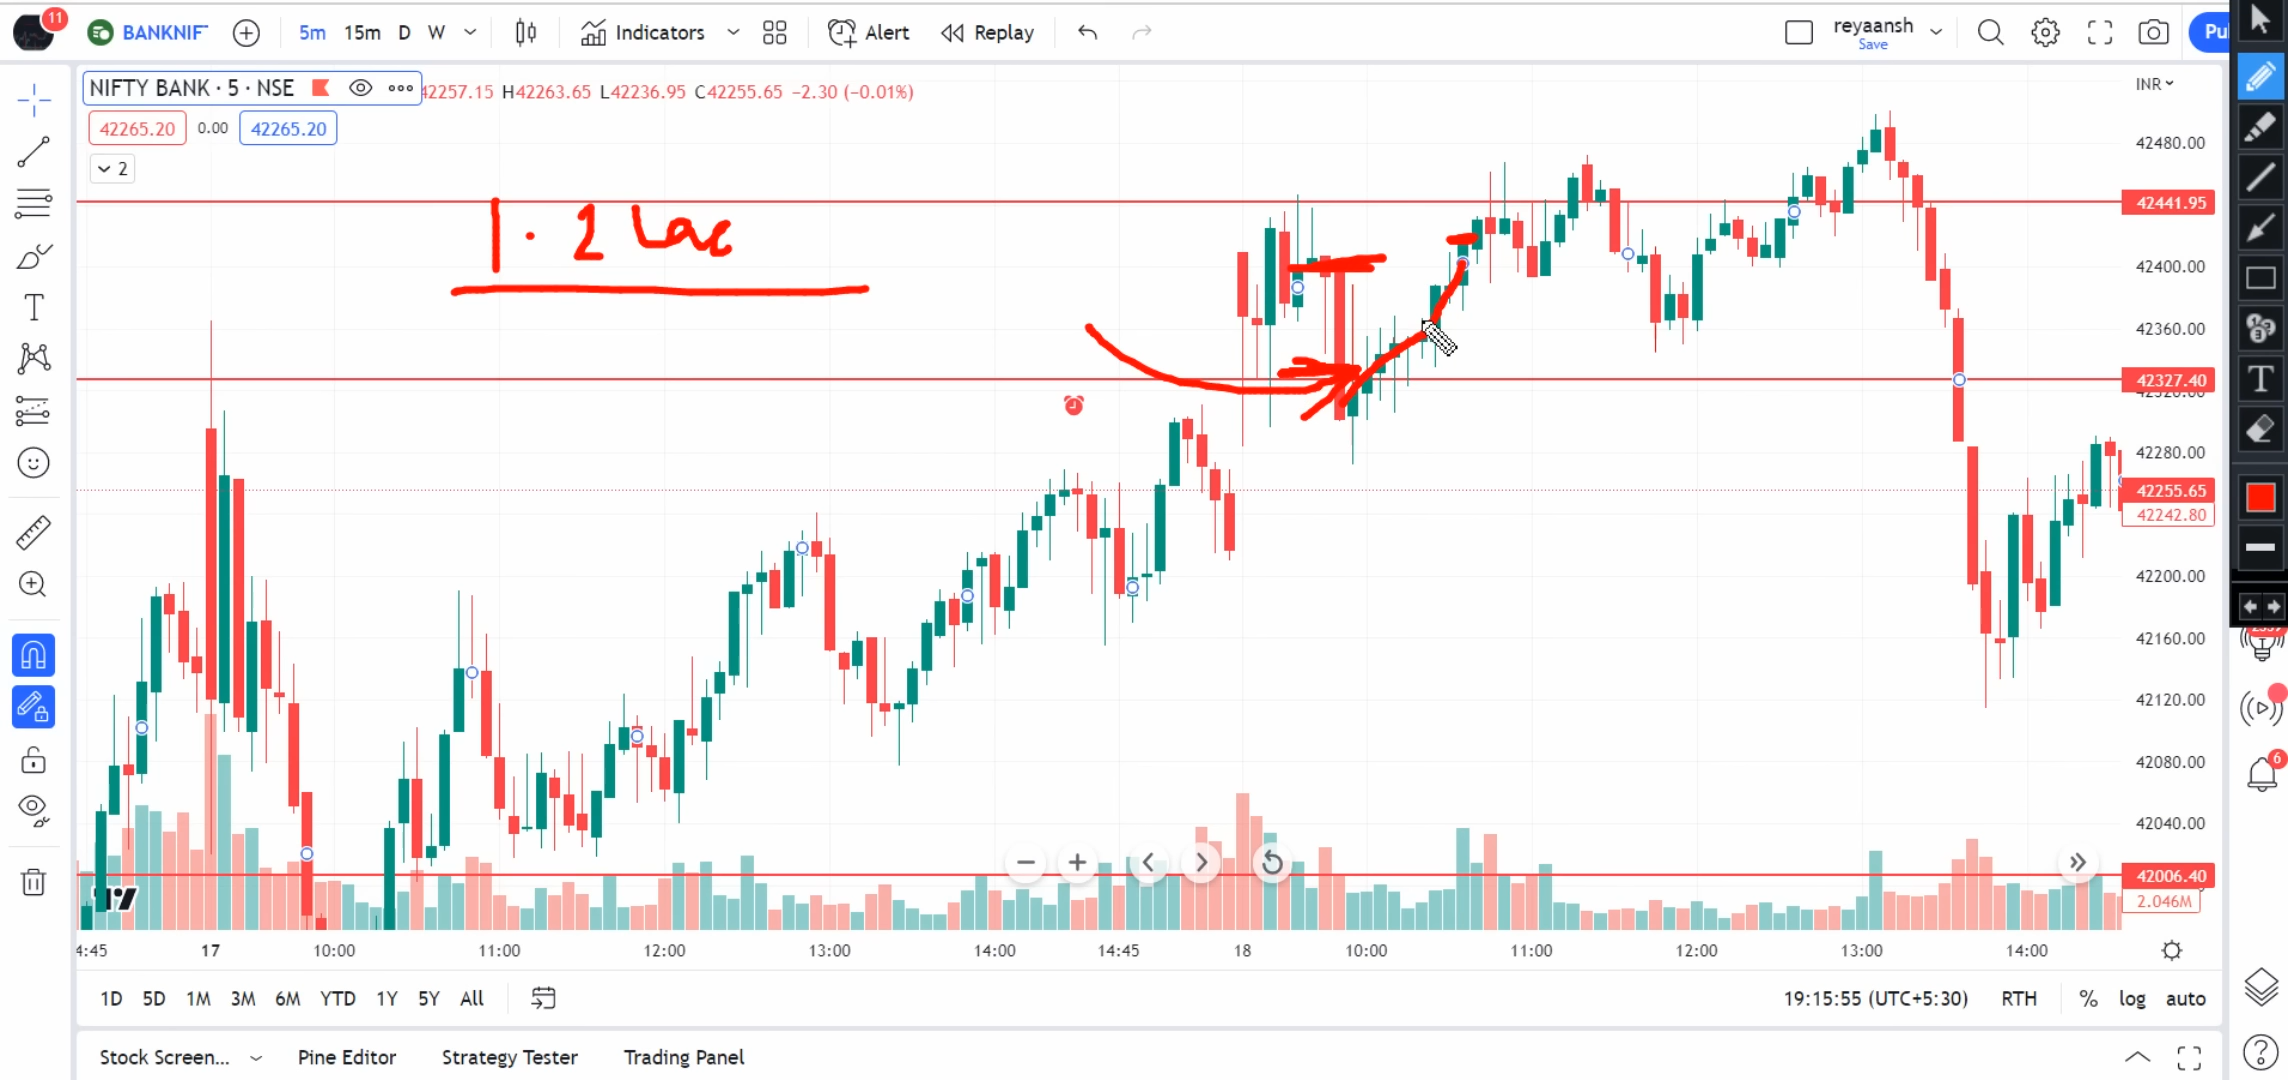 11
BANKNIF
5m 15m D W Indicators Alert Replay
reyaansh
Save
Pu
NIFTY BANK · 5 · NSE 42257.15 H42263.65 L42236.95 C42255.65 −2.30 (−0.01%)
INR
42265.20 0.00 42265.20
2
1.2 Lac
42480.00
42441.95
42400.00
42360.00
42327.40
42280.00
42255.65
42242.80
42200.00
42160.00
42120.00
42080.00
42040.00
42006.40
2.046M
4:45 17 10:00 11:00 12:00 13:00 14:00 14:45 18 10:00 11:00 12:00 13:00 14:00
1D 5D 1M 3M 6M YTD 1Y 5Y All 19:15:55 (UTC+5:30) RTH % log auto
Stock Screen... Pine Editor Strategy Tester Trading Panel
6